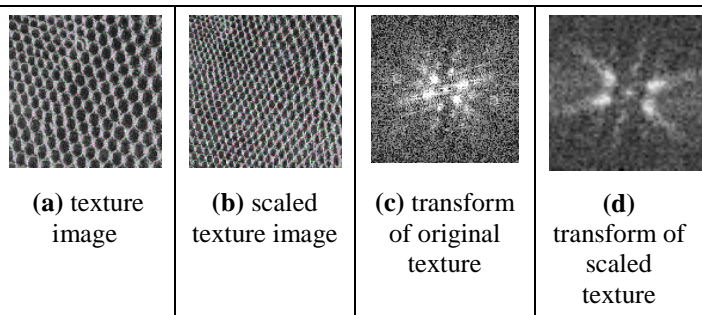 (a) texture
image
(b) scaled
texture image
(c) transform
of original
texture
(d)
transform of
scaled
texture